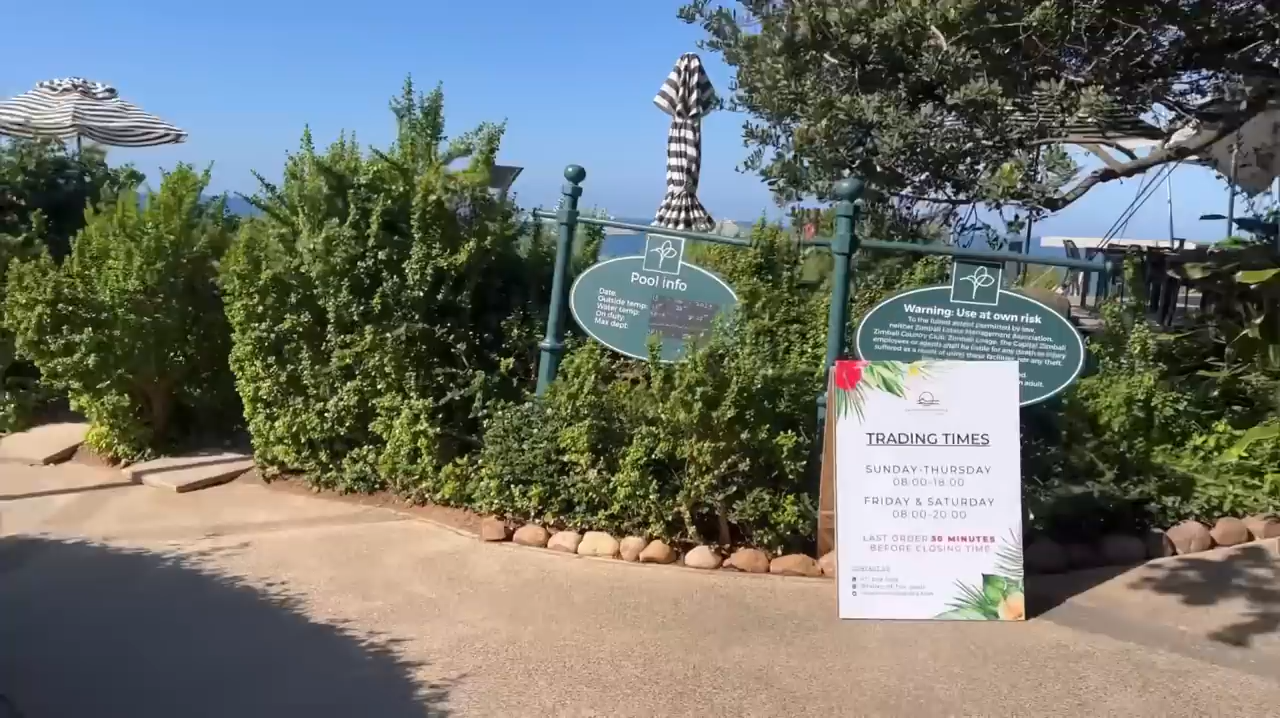 Pool info
Date:
Outside temp:
Water temp:
On duty:
Max dept:
Warning: Use at own risk
To the fullest extent permitted by law,
neither Zimbali Estate Management Association,
Zimbali Country Club, Zimbali Lodge, the Capital Zimbali
employees or agents shall be liable for any death or injury
suffered as a result of using these facilities nor any theft.
adult.
TRADING TIMES
SUNDAY-THURSDAY
08:00-18:00
FRIDAY & SATURDAY
08:00-20:00
LAST ORDER 30 MINUTES
BEFORE CLOSING TIME
CONTACT US